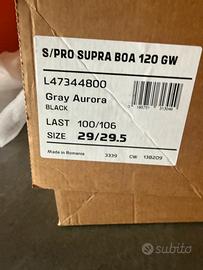 S/PRO SUPRA BOA 120 GW
L47344800
Gray Aurora
BLACK
LAST 100/106
SIZE 29/29.5
Made in Romania 3339 CW 138209
subito